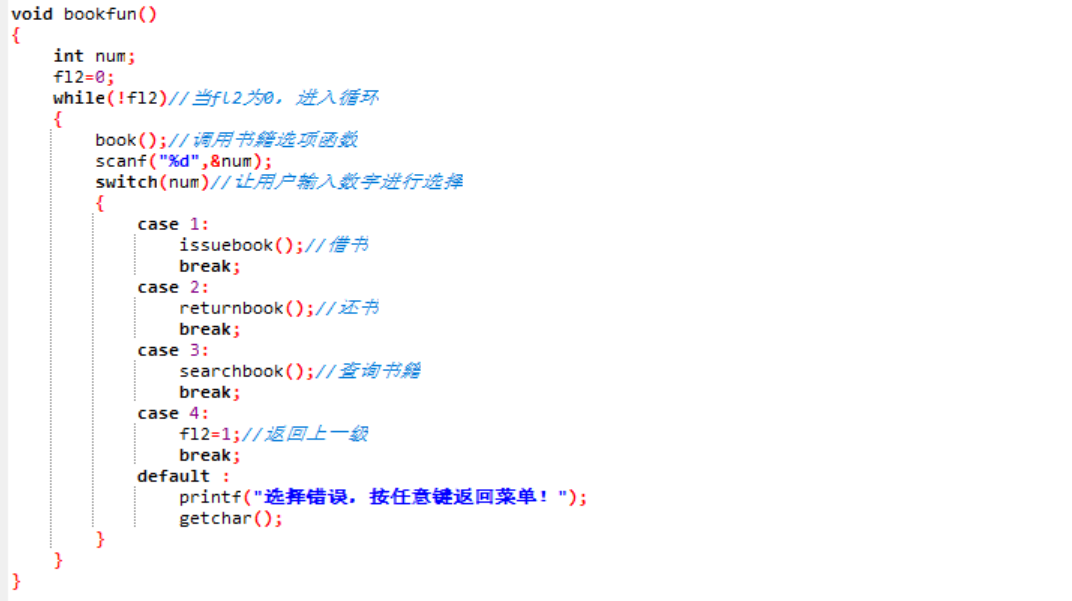 void bookfun()
{
    int num;
    fl2=0;
    while(!fl2)//当fl2为0，进入循环
    {
        book();//调用书籍选项函数
        scanf("%d",&num);
        switch(num)//让用户输入数字进行选择
        {
            case 1:
                issuebook();//借书
                break;
            case 2:
                returnbook();//还书
                break;
            case 3:
                searchbook();//查询书籍
                break;
            case 4:
                fl2=1;//返回上一级
                break;
            default :
                printf("选择错误，按任意键返回菜单！");
                getchar();
        }
    }
}